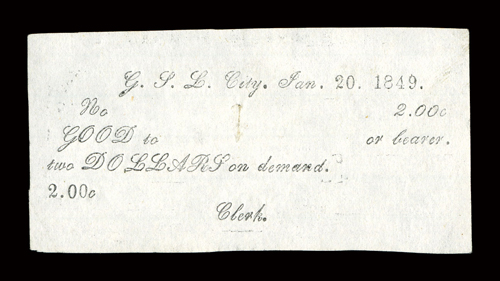 G. S. L. City. Jan. 20. 1849.
No 2.00c
GOOD to or bearer.
two DOLLARS on demand.
2.00c
Clerk.